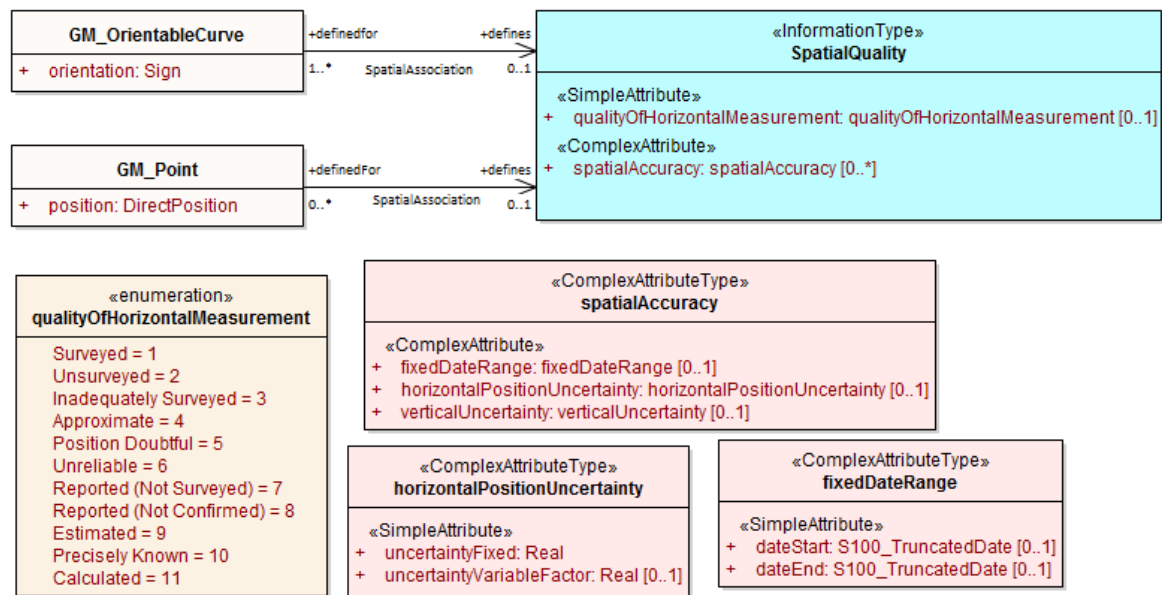 GM_OrientableCurve
+ orientation: Sign
+definedfor +defines
1..* SpatialAssociation 0..1
«InformationType»
SpatialQuality
«SimpleAttribute»
+ qualityOfHorizontalMeasurement: qualityOfHorizontalMeasurement [0..1]
«ComplexAttribute»
+ spatialAccuracy: spatialAccuracy [0..*]
GM_Point
+ position: DirectPosition
+definedFor +defines
0..* SpatialAssociation 0..1
«enumeration»
qualityOfHorizontalMeasurement
Surveyed = 1
Unsurveyed = 2
Inadequately Surveyed = 3
Approximate = 4
Position Doubtful = 5
Unreliable = 6
Reported (Not Surveyed) = 7
Reported (Not Confirmed) = 8
Estimated = 9
Precisely Known = 10
Calculated = 11
«ComplexAttributeType»
spatialAccuracy
«ComplexAttribute»
+ fixedDateRange: fixedDateRange [0..1]
+ horizontalPositionUncertainty: horizontalPositionUncertainty [0..1]
+ verticalUncertainty: verticalUncertainty [0..1]
«ComplexAttributeType»
horizontalPositionUncertainty
«SimpleAttribute»
+ uncertaintyFixed: Real
+ uncertaintyVariableFactor: Real [0..1]
«ComplexAttributeType»
fixedDateRange
«SimpleAttribute»
+ dateStart: S100_TruncatedDate [0..1]
+ dateEnd: S100_TruncatedDate [0..1]